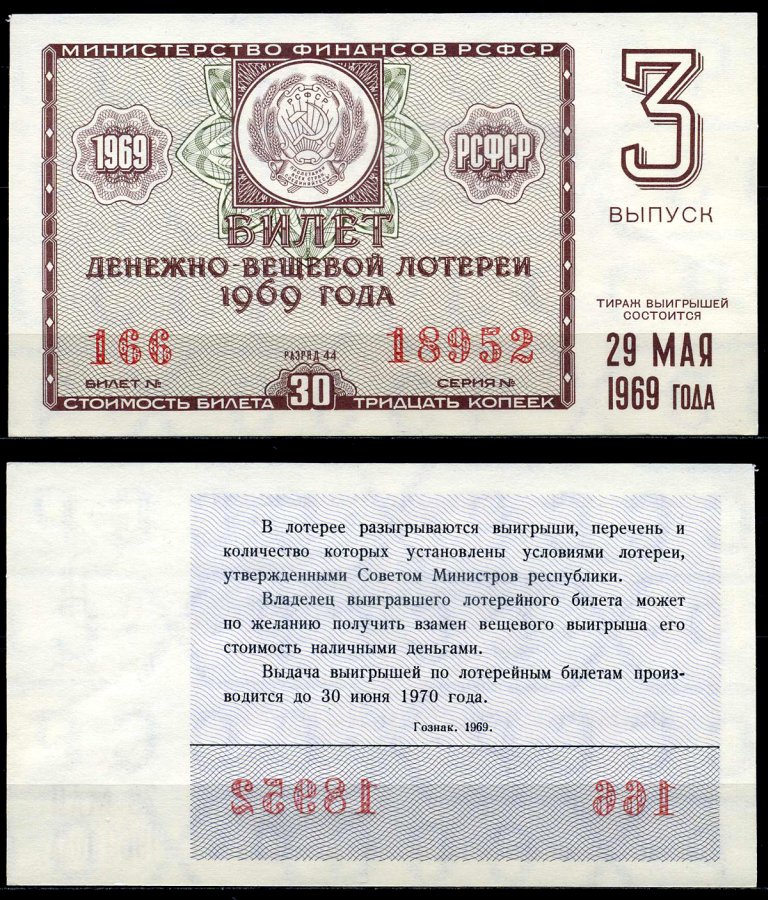 МИНИСТЕРСТВО ФИНАНСОВ РСФСР
3
ВЫПУСК
1969
РСФСР
РСФСР
БИЛЕТ
ДЕНЕЖНО-ВЕЩЕВОЙ ЛОТЕРЕИ
1969 ГОДА
ТИРАЖ ВЫИГРЫШЕЙ
СОСТОИТСЯ
29 МАЯ
1969 ГОДА
166
РАЗРЯД 44
18952
БИЛЕТ №
СЕРИЯ №
СТОИМОСТЬ БИЛЕТА 30 ТРИДЦАТЬ КОПЕЕК
В лотерее разыгрываются выигрыши, перечень и
количество которых установлены условиями лотереи,
утвержденными Советом Министров республики.
Владелец выигравшего лотерейного билета может
по желанию получить взамен вещевого выигрыша его
стоимость наличными деньгами.
Выдача выигрышей по лотерейным билетам произ-
водится до 30 июня 1970 года.
Гознак. 1969.
18952
166